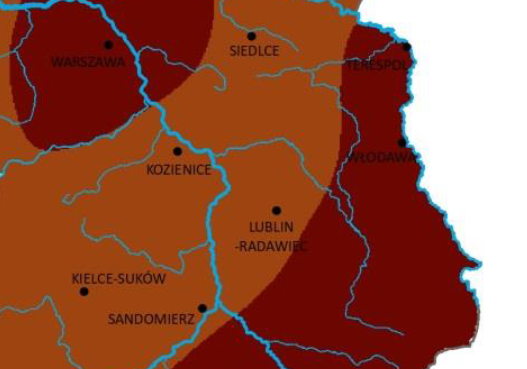 SIEDLCE
WARSZAWA
TERESPOL
WŁODAWA
KOZIENICE
LUBLIN
-RADAWIEC
KIELCE-SUKÓW
SANDOMIERZ